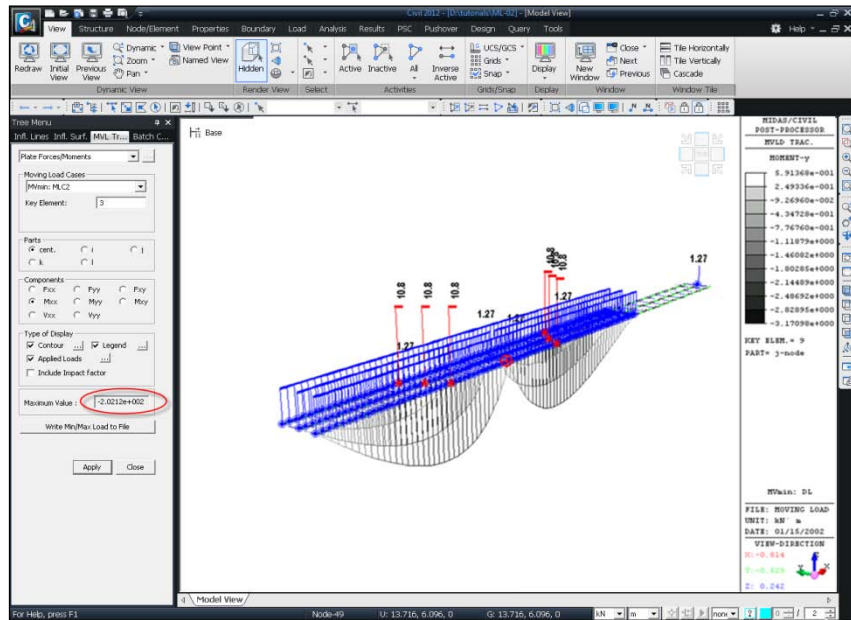 Civil 2012 - [D:\tutorials\ML-02] - [Model View]
View Structure Node/Element Properties Boundary Load Analysis Results PSC Pushover Design Query Tools Help
Redraw Initial View Previous View Dynamic Zoom Pan View Point Named View
Hidden
Active Inactive All Inverse Active
UCS/GCS Grids Snap
Display
New Window Close Next Previous
Tile Horizontally Tile Vertically Cascade
Dynamic View Render View Select Activities Grids/Snap Display Window Window Tile
Tree Menu
Infl. Lines Infl. Surf. MVL Tr... Batch C...
Plate Forces/Moments
Moving Load Cases
MVmin: MLC2
Key Element: 3
Parts
cent. i j
k l
Components
Fxx Fyy Fxy
Mxx Myy Mxy
Vxx Vyy
Type of Display
Contour ... Legend ...
Applied Loads ...
Include Impact factor
Maximum Value : -2.0212e+002
Write Min/Max Load to File
Apply Close
Base
10.8
10.8
10.8
10.8
1.27
1.27
1.27
1.27
MIDAS/CIVIL
POST-PROCESSOR
MVLD TRAC.
MOMENT-y
5.91368e-001
2.49336e-001
-9.26960e-002
-4.34728e-001
-7.76760e-001
-1.11879e+000
-1.46082e+000
-1.80285e+000
-2.14489e+000
-2.48692e+000
-2.82895e+000
-3.17098e+000
KEY ELEM.= 9
PART= j-node
MVmin: DL
FILE: MOVING LOAD
UNIT: kN m
DATE: 01/15/2002
VIEW-DIRECTION
X:-0.814
Z: 0.242
Model View
For Help, press F1
Node-49
U: 13.716, 6.096, 0
G: 13.716, 6.096, 0
kN m none 0 / 2